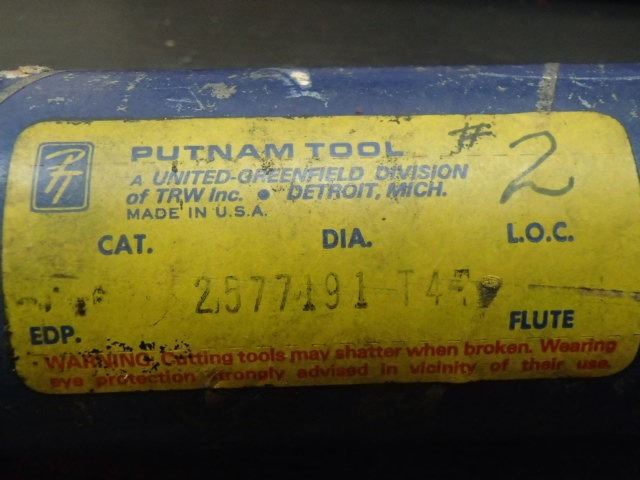 PUTNAM TOOL
# 2
A UNITED-GREENFIELD DIVISION
of TRW Inc. • DETROIT, MICH.
MADE IN U.S.A.
CAT. DIA. L.O.C.
2577191
EDP. FLUTE
WARNING. Cutting tools may shatter when broken. Wearing
eye protection strongly advised in vicinity of their use.